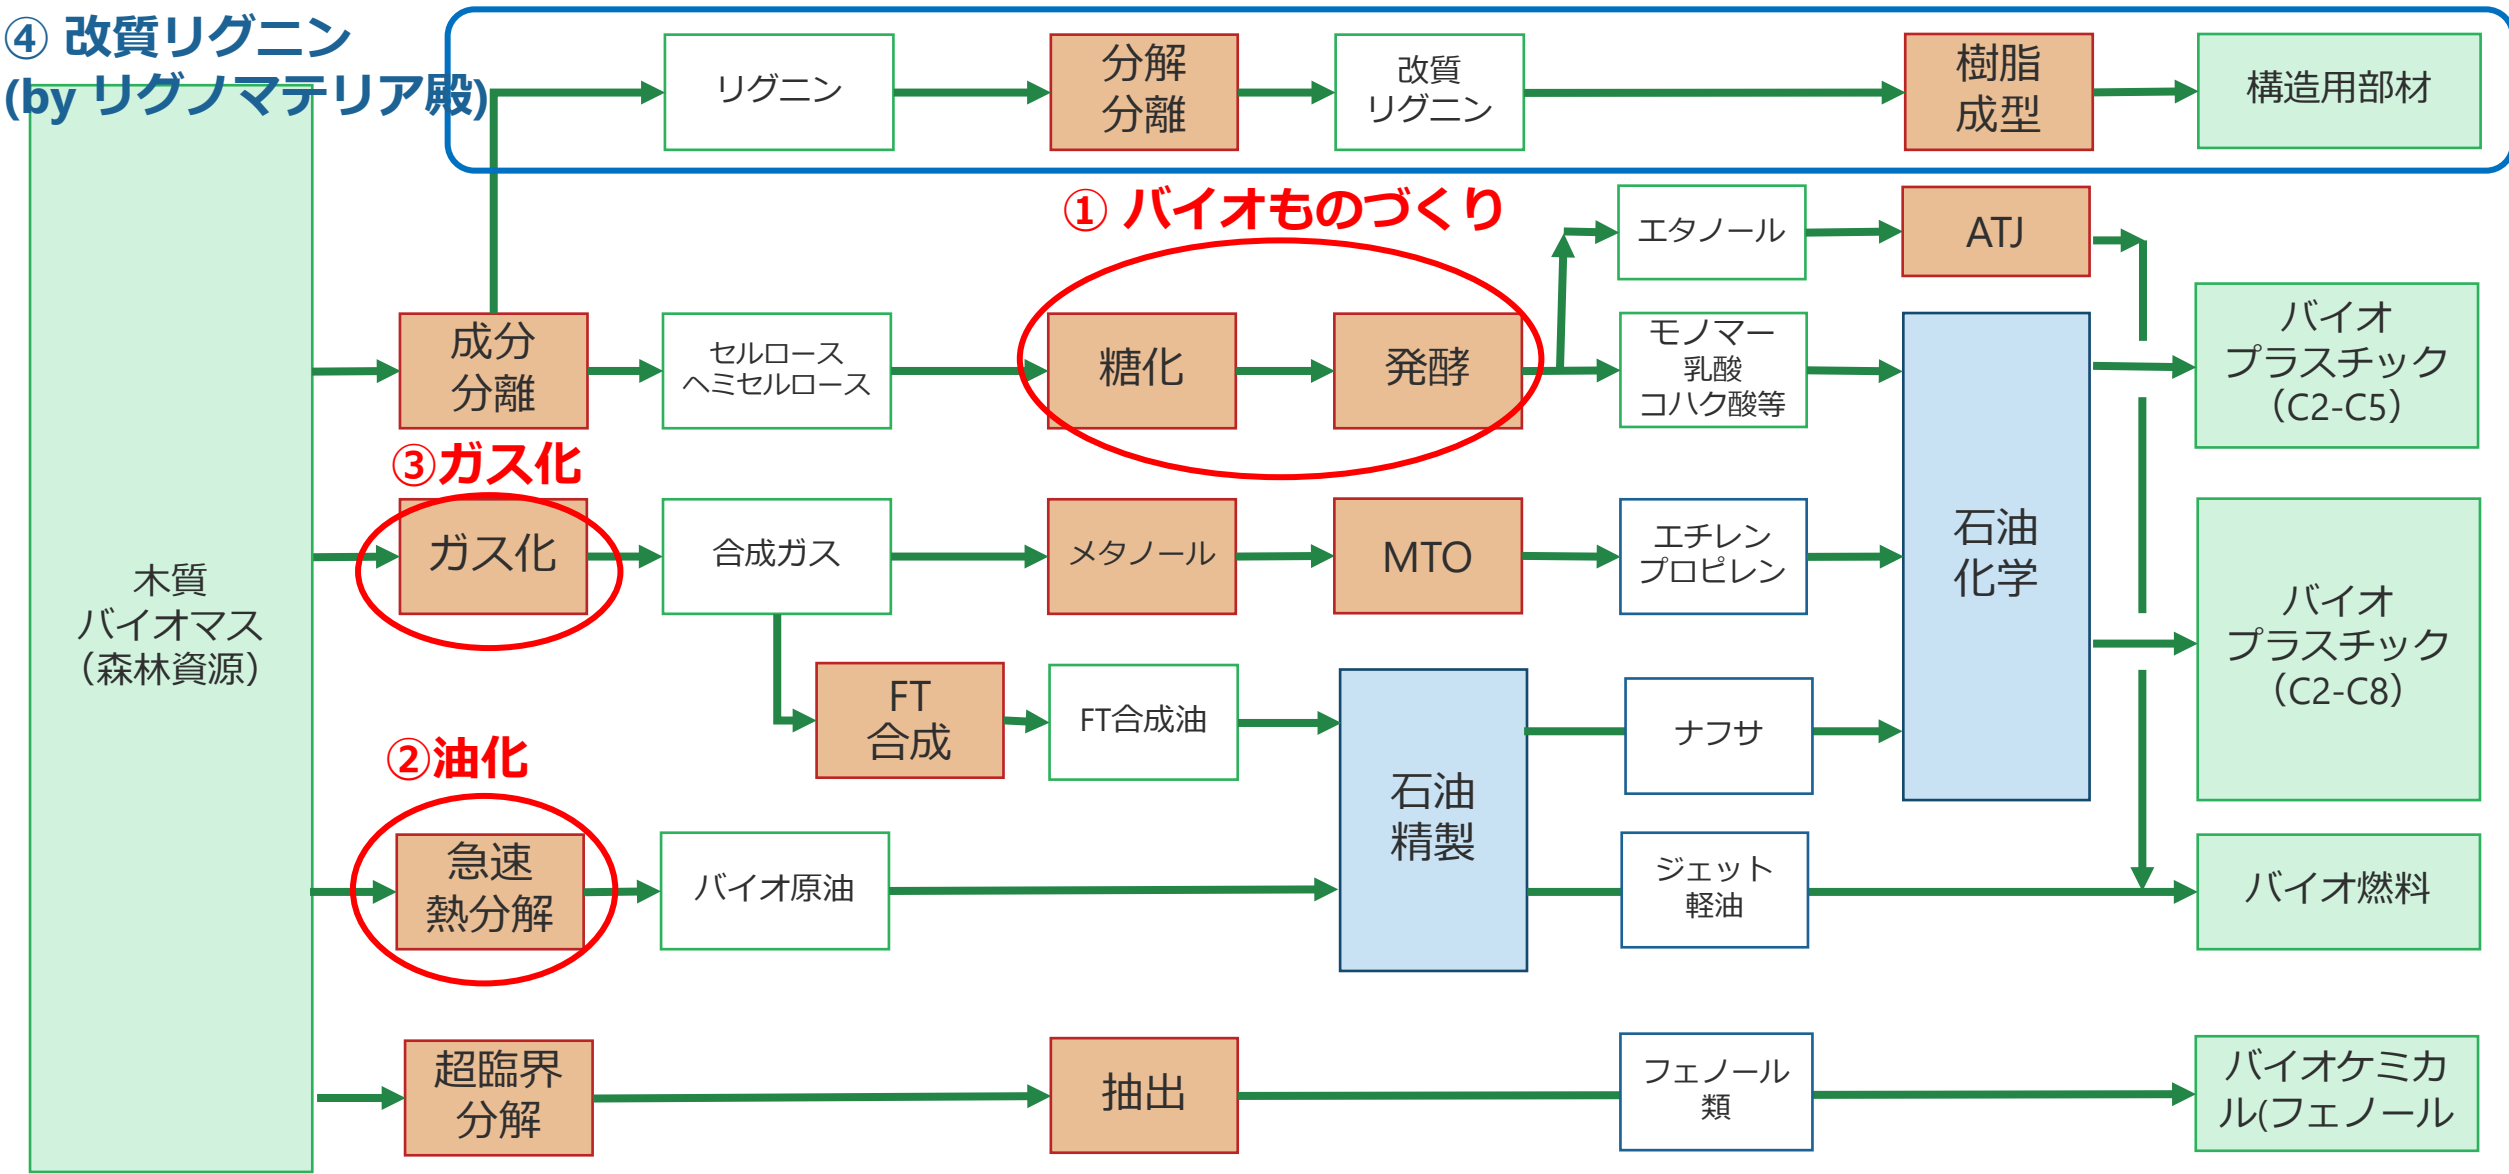 ④ 改質リグニン
(by リグノマテリア殿)
リグニン
分解
分離
改質
リグニン
樹脂
成型
構造用部材
① バイオものづくり
エタノール
ATJ
成分
分離
セルロース
ヘミセルロース
糖化
発酵
モノマー
乳酸
コハク酸等
バイオ
プラスチック
（C2-C5）
③ガス化
ガス化
合成ガス
メタノール
MTO
エチレン
プロピレン
石油
化学
木質
バイオマス
（森林資源）
バイオ
プラスチック
（C2-C8）
FT
合成
FT合成油
ナフサ
②油化
石油
精製
急速
熱分解
バイオ原油
ジェット
軽油
バイオ燃料
超臨界
分解
抽出
フェノール
類
バイオケミカ
ル(フェノール